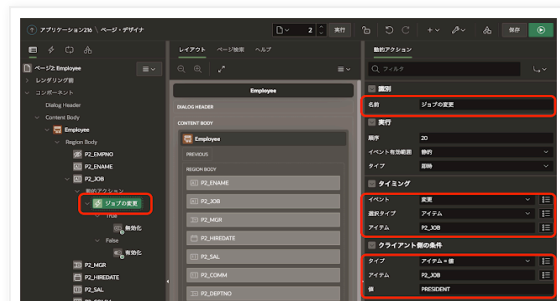 アプリケーション216 \ ページ・デザイナ
2
実行
保存
ページ2: Employee
レンダリング前
コンポーネント
Dialog Header
Content Body
Employee
Region Body
P2_EMPNO
P2_ENAME
P2_JOB
動的アクション
ジョブの変更
True
無効化
False
有効化
P2_MGR
P2_HIREDATE
P2_SAL
P2_COMM
レイアウト
ページ検索
ヘルプ
Employee
DIALOG HEADER
CONTENT BODY
Employee
PREVIOUS
REGION BODY
P2_ENAME
P2_JOB
P2_MGR
P2_HIREDATE
P2_SAL
P2_COMM
P2_DEPTNO
動的アクション
フィルタ
識別
名前 ジョブの変更
実行
順序 20
イベント有効範囲 静的
タイプ 即時
タイミング
イベント 変更
選択タイプ アイテム
アイテム P2_JOB
クライアント側の条件
タイプ アイテム = 値
アイテム P2_JOB
値 PRESIDENT